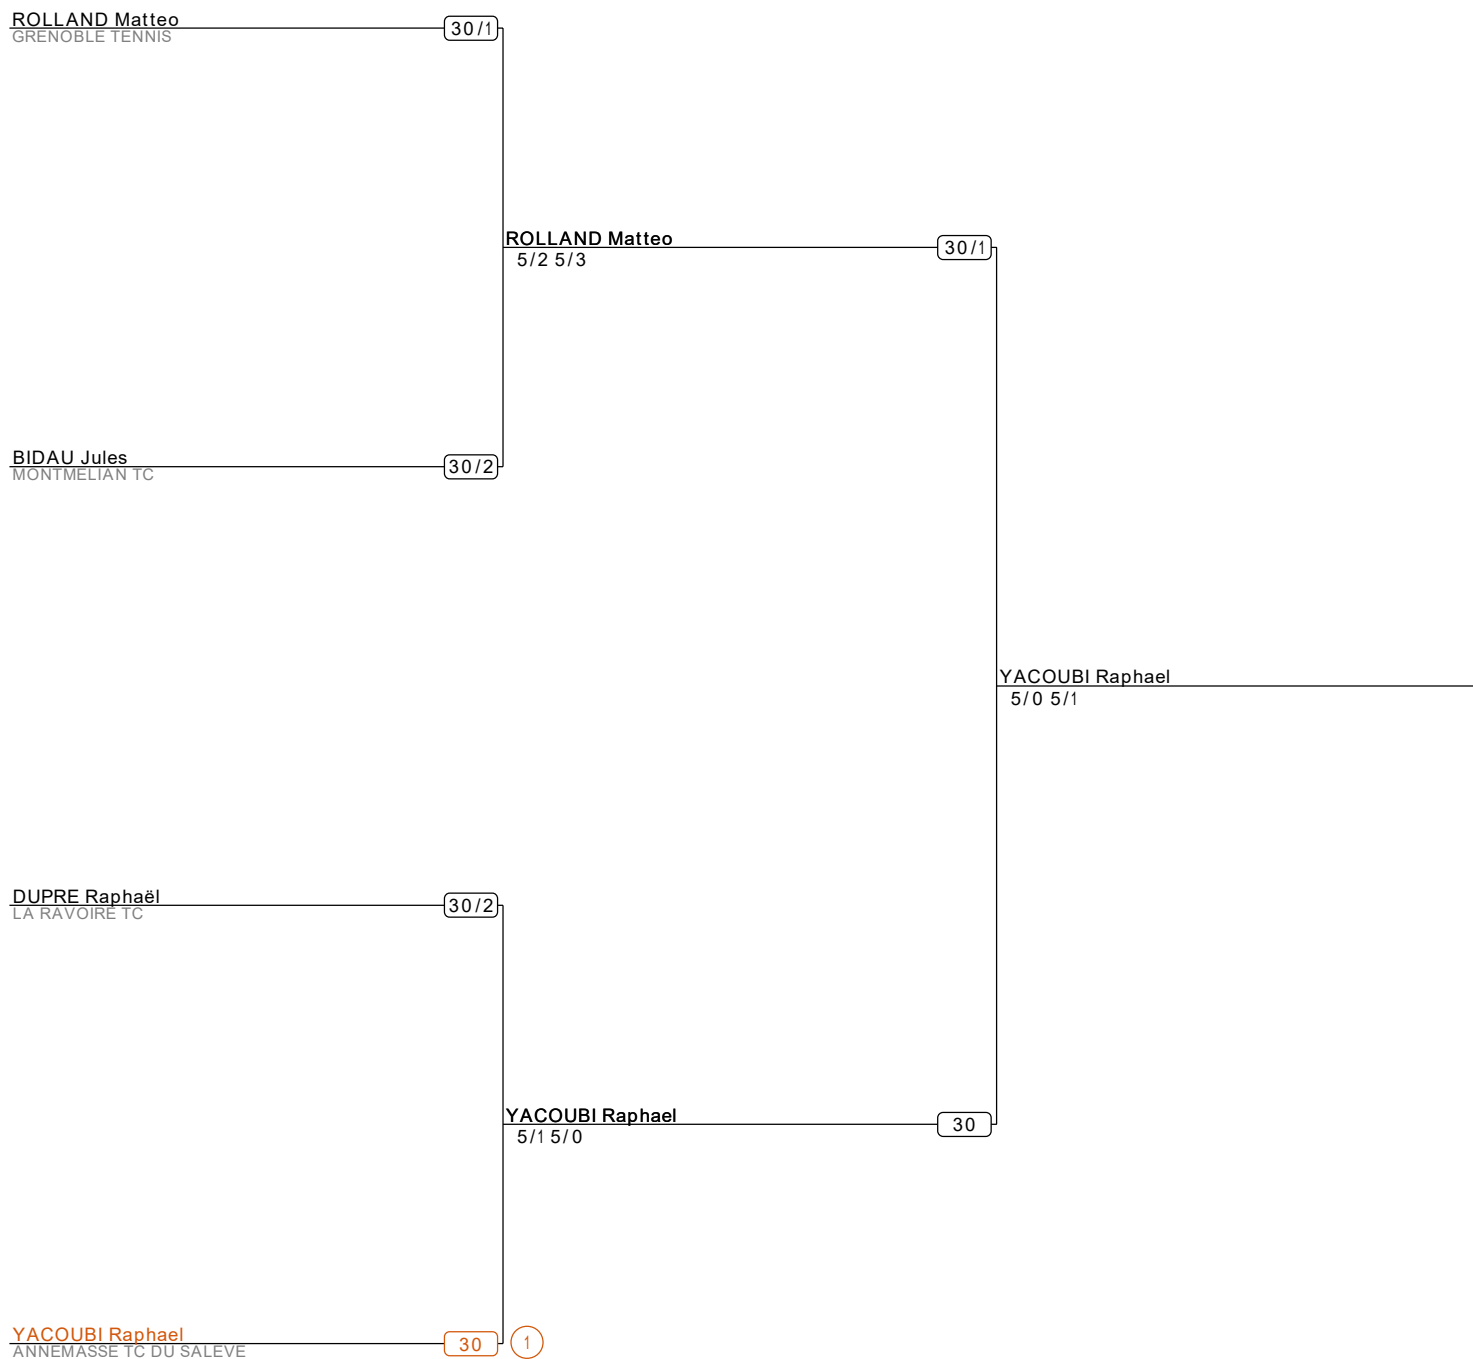 ROLLAND Matteo
GRENOBLE TENNIS
30/1
ROLLAND Matteo
5/2 5/3
30/1
BIDAU Jules
MONTMELIAN TC
30/2
YACOUBI Raphael
5/0 5/1
DUPRE Raphaël
LA RAVOIRE TC
30/2
YACOUBI Raphael
5/1 5/0
30
YACOUBI Raphael
ANNEMASSE TC DU SALEVE
30
1